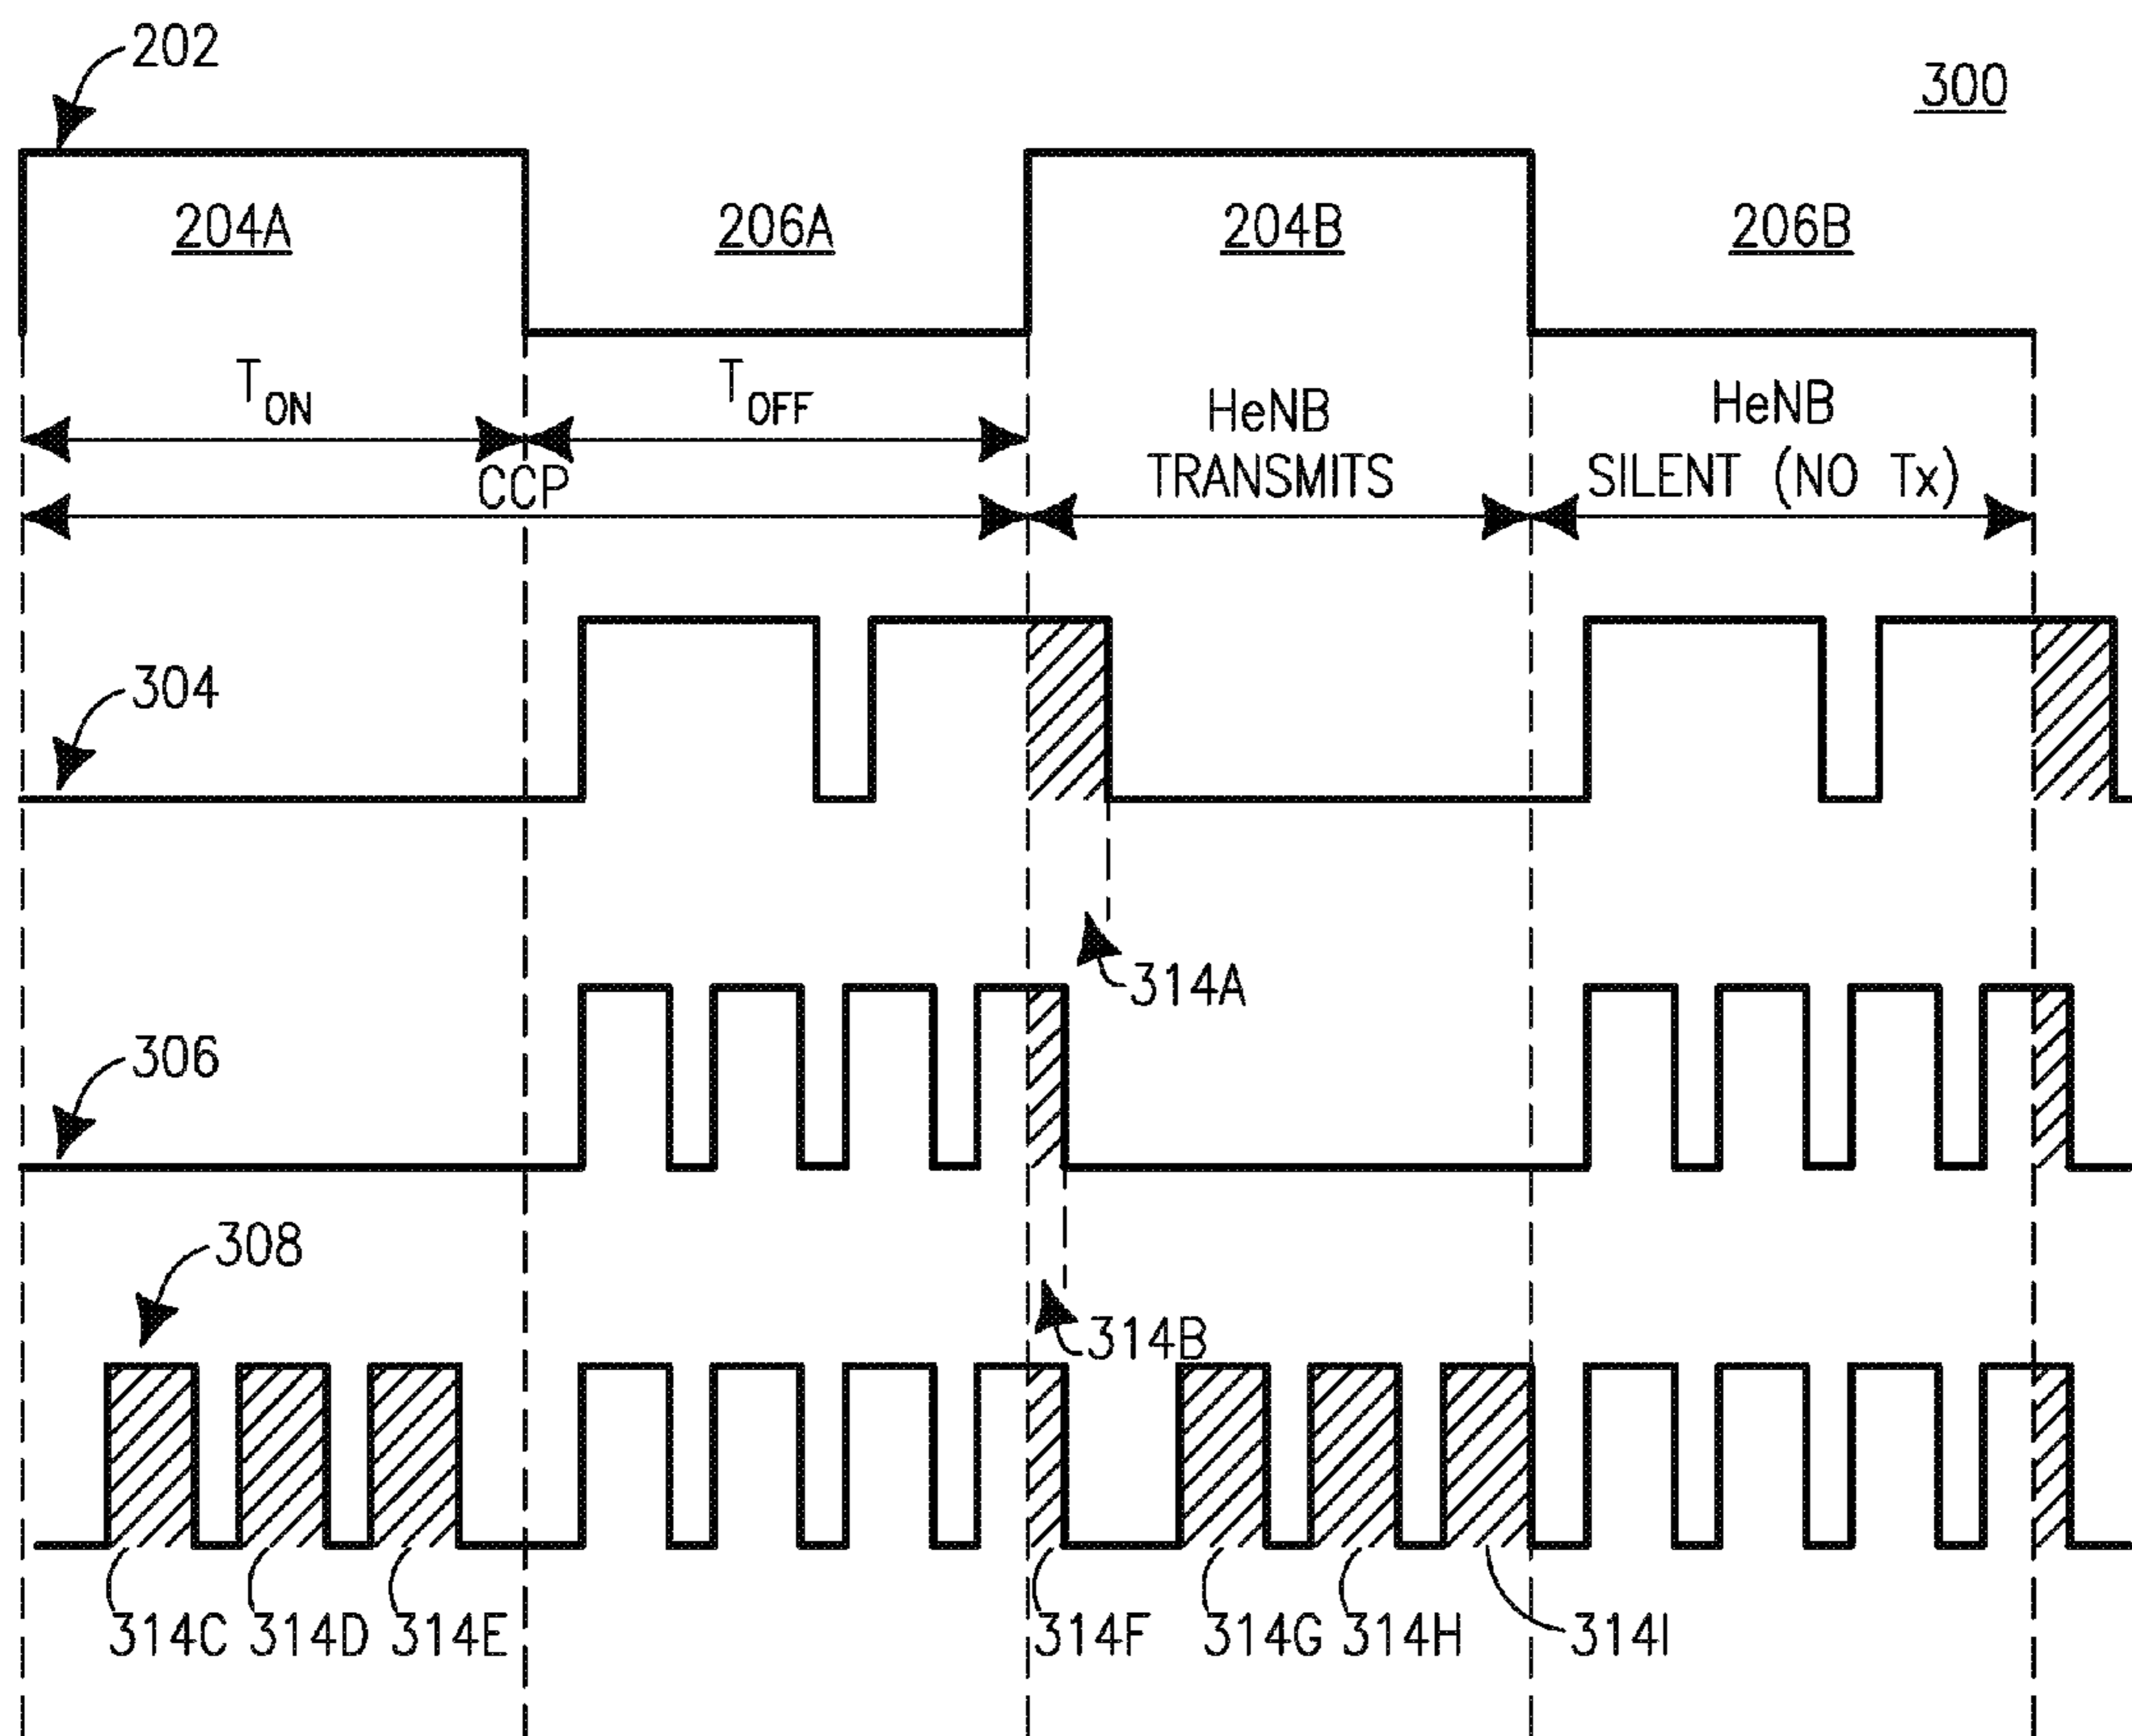 202
300
204A
206A
204B
206B
TON
TOFF
HeNB
TRANSMITS
HeNB
SILENT (NO Tx)
CCP
304
314A
306
308
314B
314C
314D
314E
314F
314G
314H
314I